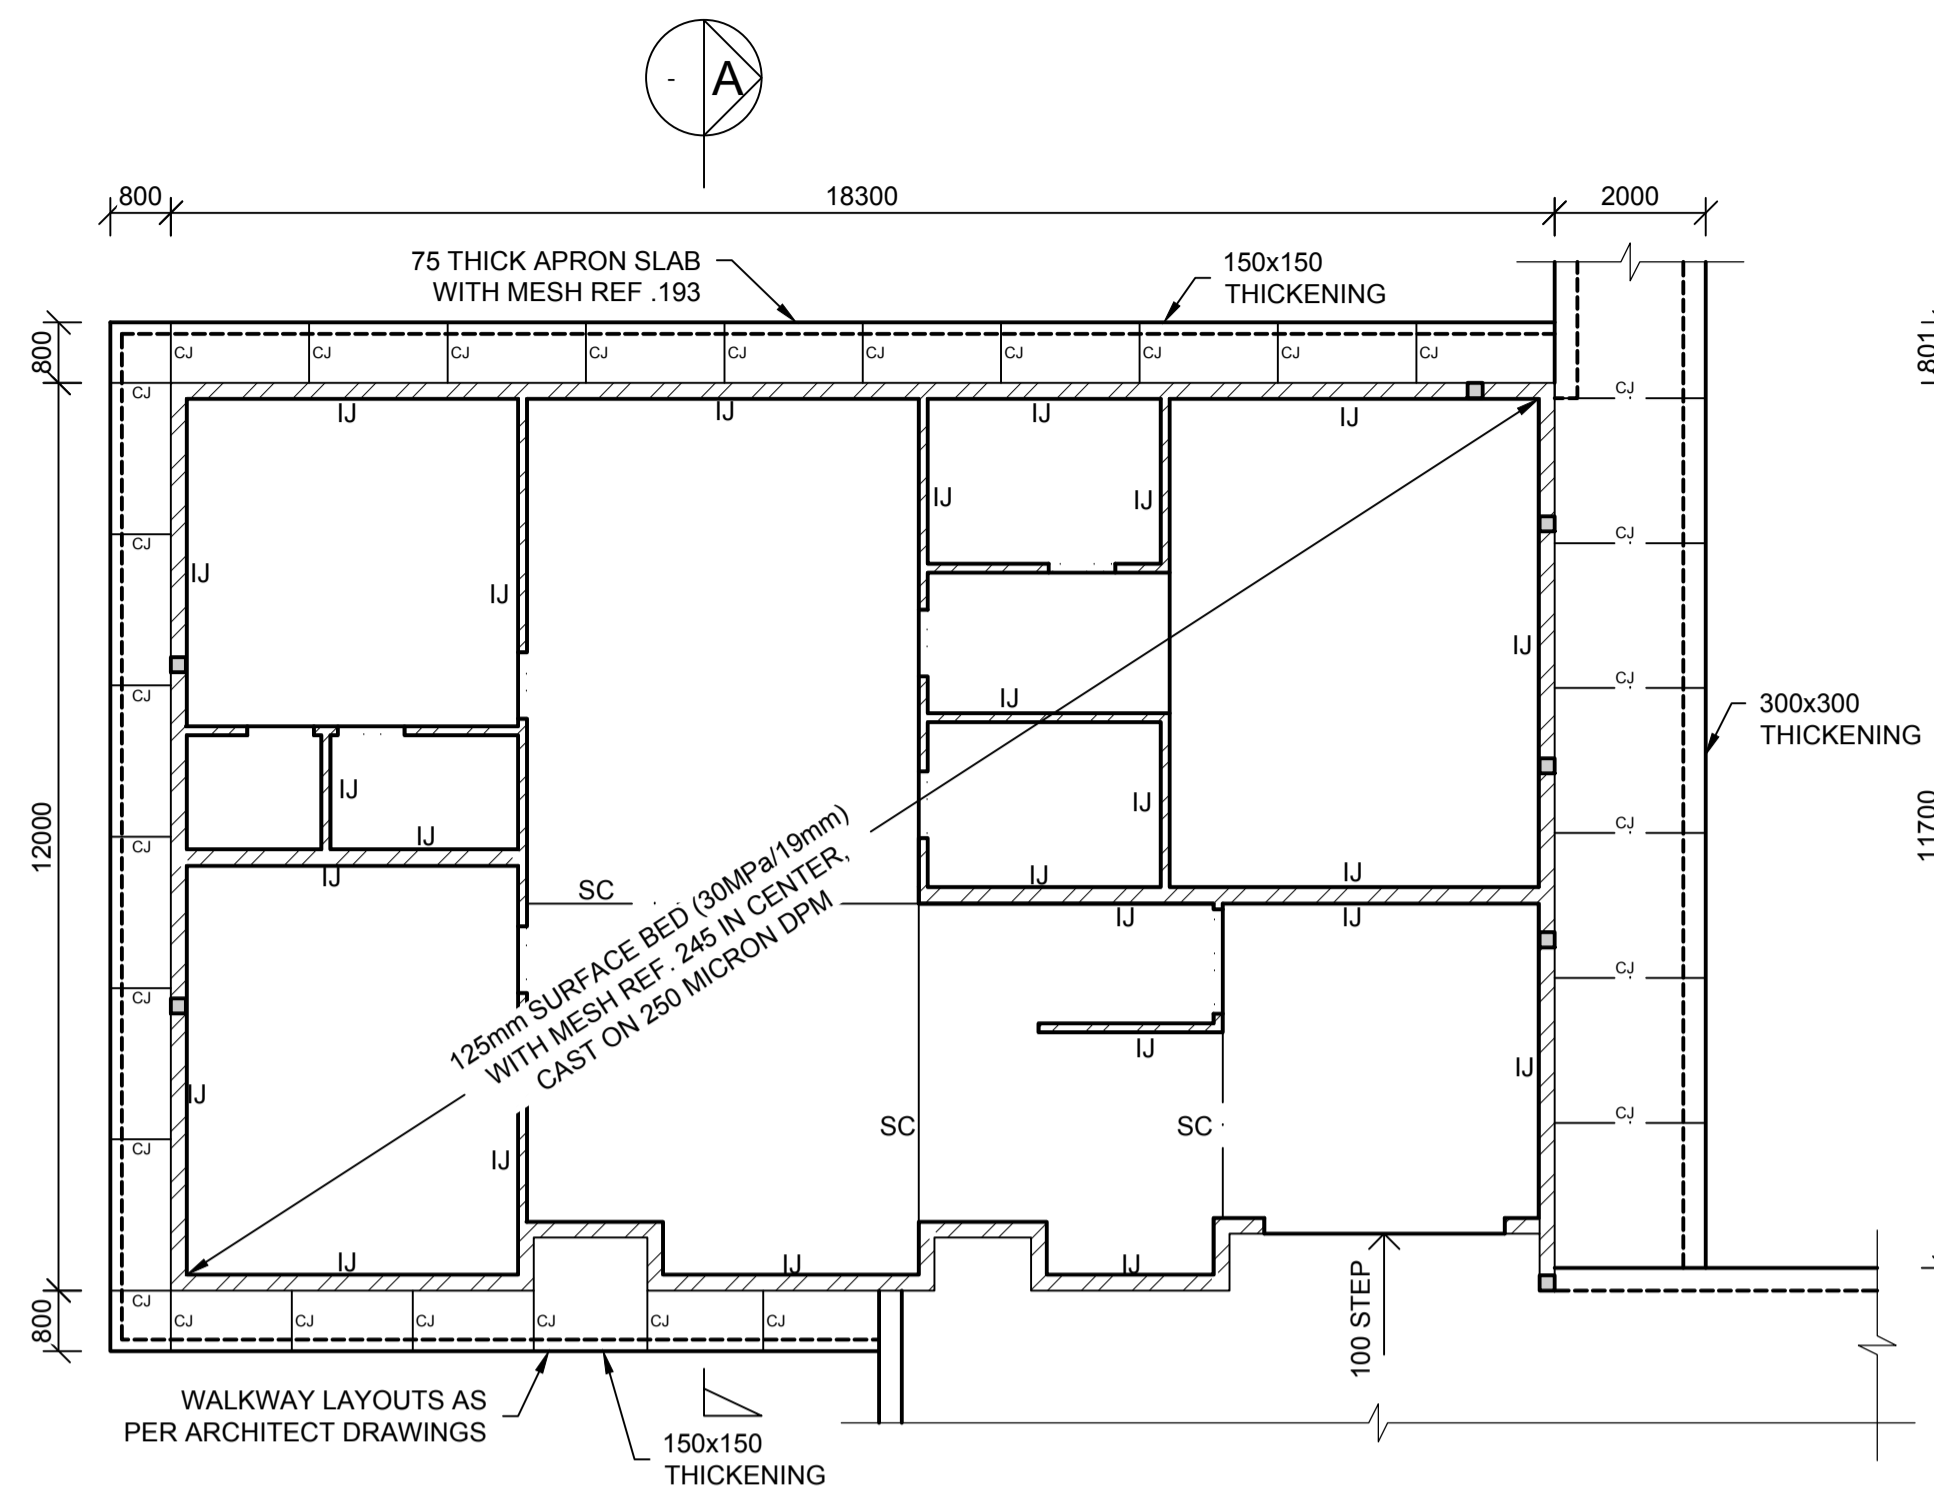 - A
800 18300 2000
75 THICK APRON SLAB
WITH MESH REF .193
150x150
THICKENING
800
CJ CJ CJ CJ CJ CJ CJ CJ CJ CJ
CJ CJ
IJ IJ IJ IJ
IJ IJ
CJ CJ
IJ IJ
IJ
CJ CJ
IJ
300x300
THICKENING
IJ IJ
12000
11700
CJ CJ
IJ
IJ IJ IJ
SC
IJ IJ
125mm SURFACE BED (30MPa/19mm)
WITH MESH REF. 245 IN CENTER,
CAST ON 250 MICRON DPM
CJ CJ
IJ
IJ IJ
SC SC
CJ CJ
IJ
IJ IJ IJ
CJ
800
CJ CJ CJ CJ CJ CJ
100 STEP
WALKWAY LAYOUTS AS
PER ARCHITECT DRAWINGS
150x150
THICKENING